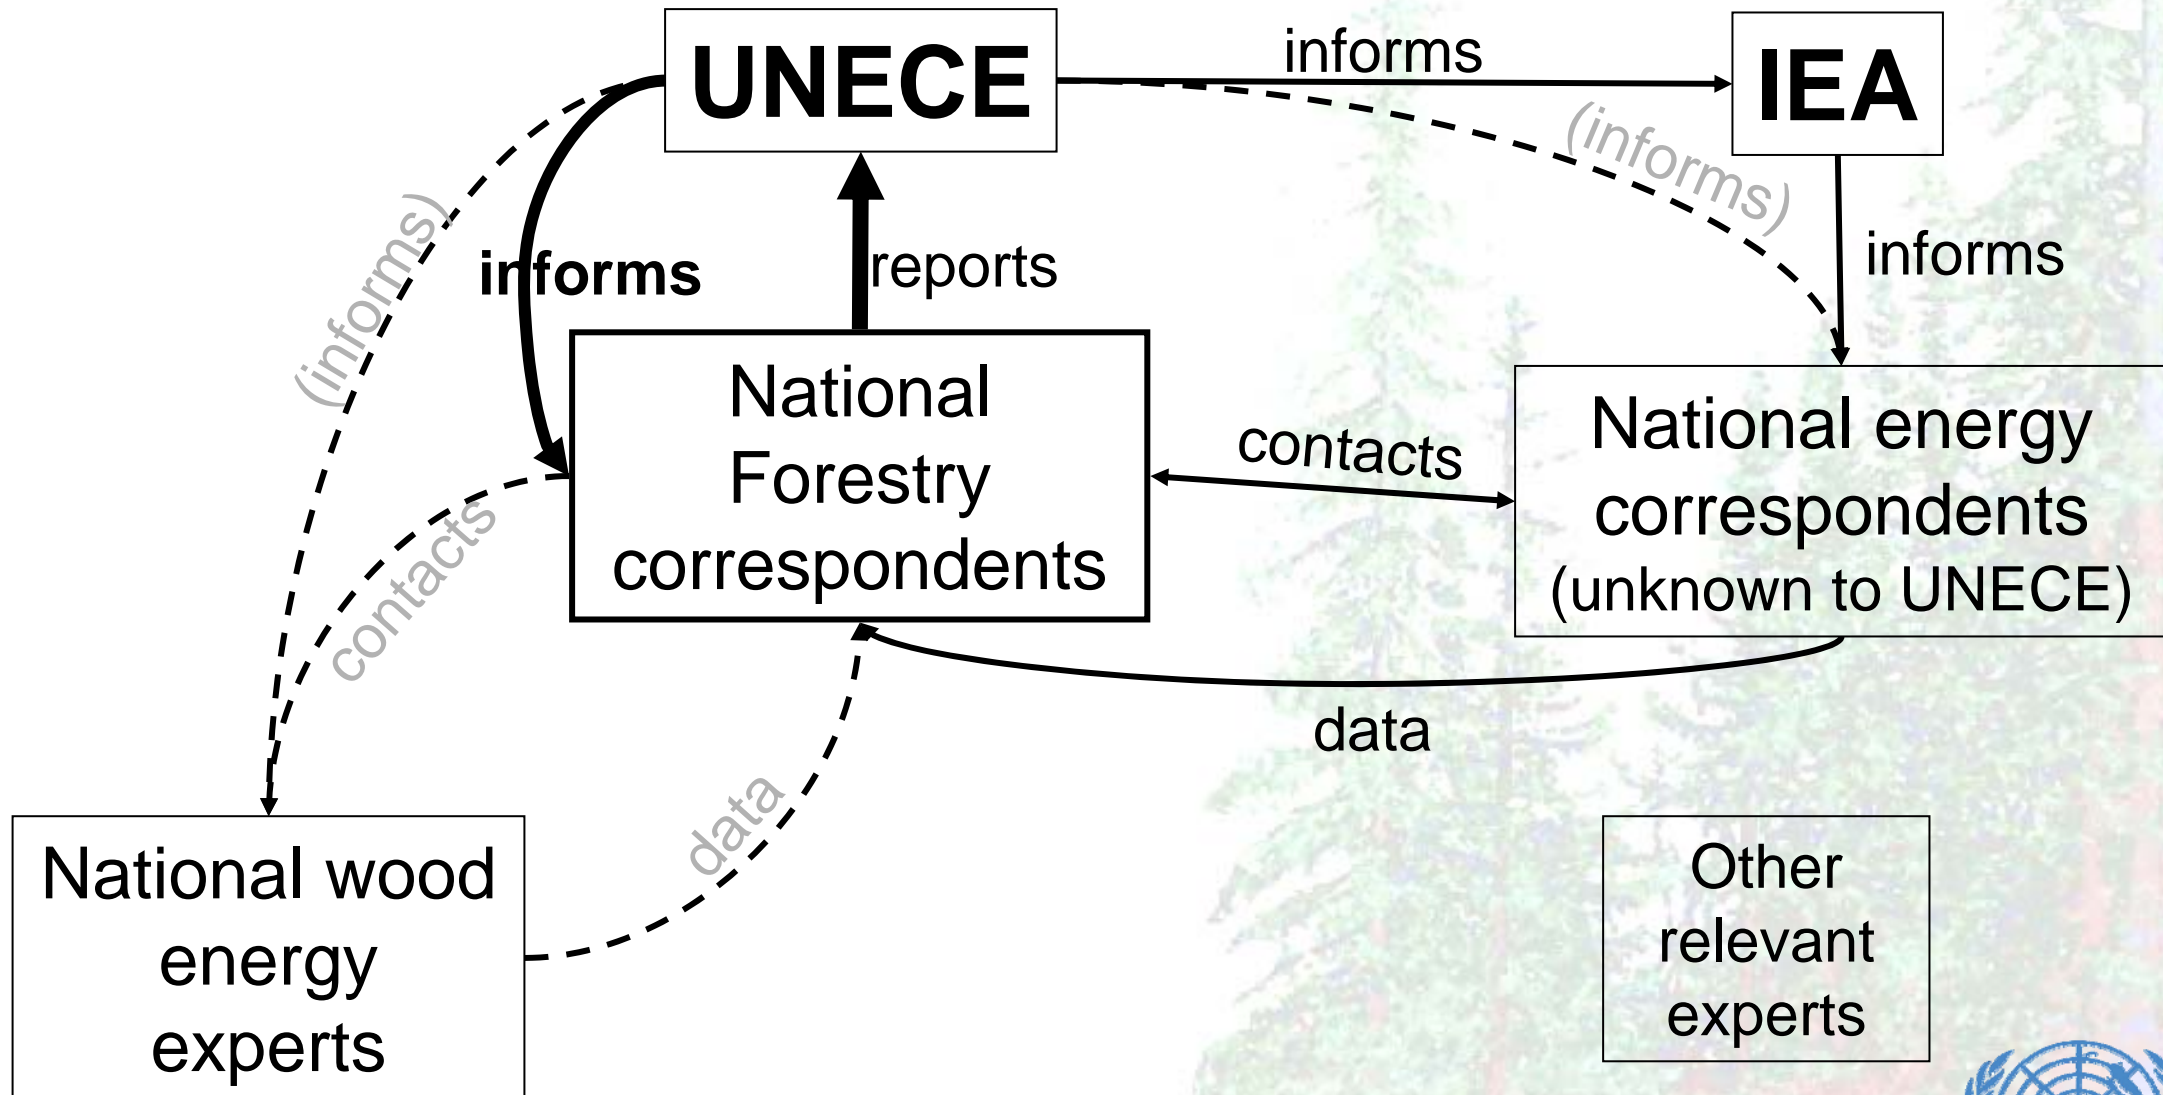 UNECE
informs
IEA
(informs)
(informs)
informs
reports
informs
National
Forestry
correspondents
contacts
National energy
correspondents
(unknown to UNECE)
contacts
data
data
National wood
energy
experts
Other
relevant
experts